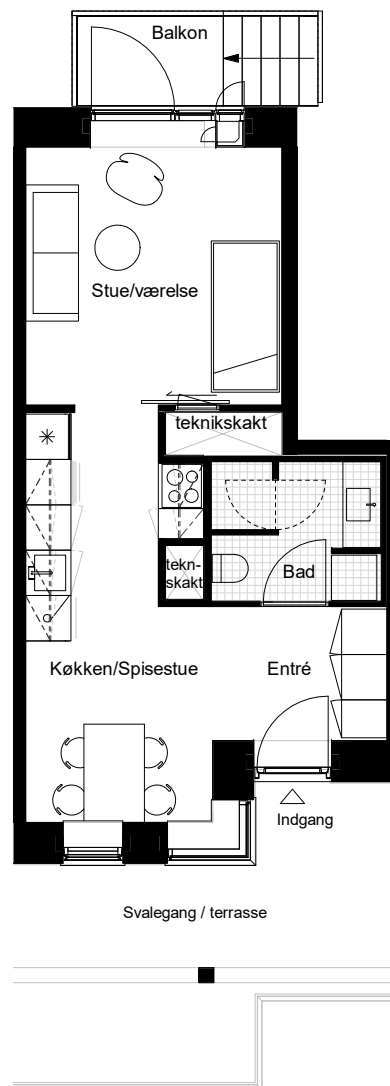 Balkon
Stue/værelse
teknikskakt
tekn-
skakt
Bad
Køkken/Spisestue
Entré
Indgang
Svalegang / terrasse